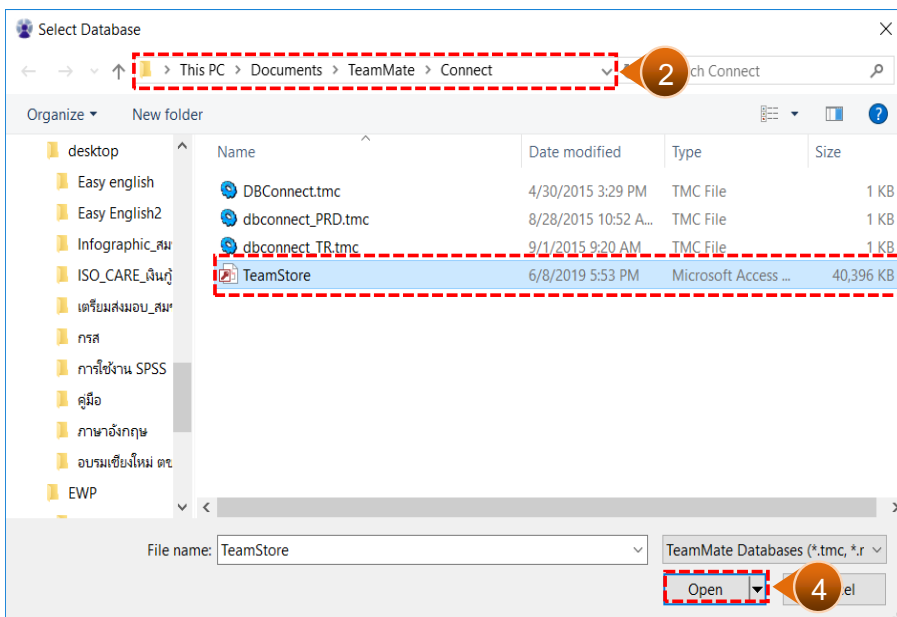 Select Database
This PC > Documents > TeamMate > Connect
2
ch Connect
Organize
New folder
Name
Date modified
Type
Size
desktop
Easy english
Easy English2
Infographic_สม
ISO_CARE_เงินกู้
เตรียมส่งมอบ_สม
กรส
การใช้งาน SPSS
คู่มือ
ภาษาอังกฤษ
อบรมเชียงใหม่ ตข
EWP
DBConnect.tmc 4/30/2015 3:29 PM TMC File 1 KB
dbconnect_PRD.tmc 8/28/2015 10:52 A... TMC File 1 KB
dbconnect_TR.tmc 9/1/2015 9:20 AM TMC File 1 KB
TeamStore 6/8/2019 5:53 PM Microsoft Access ... 40,396 KB
File name: TeamStore
TeamMate Databases (*.tmc, *.r
Open
4
el